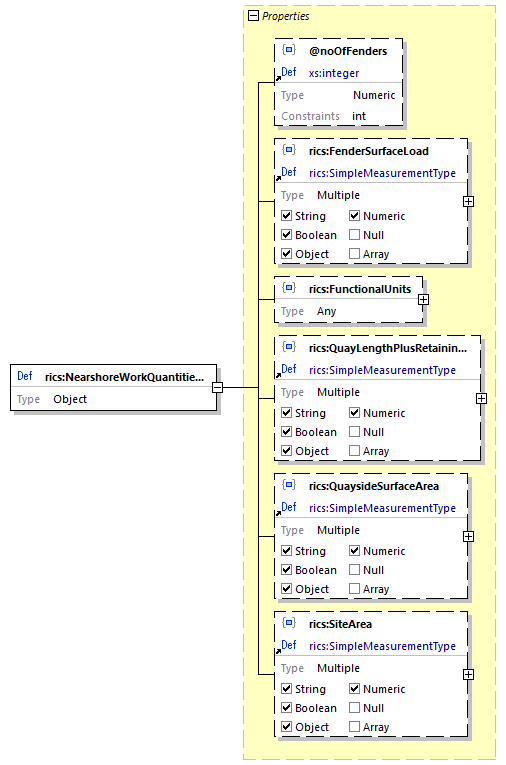 Properties
@noOfFenders
Def xs:integer
Type Numeric
Constraints int
rics:FenderSurfaceLoad
Def rics:SimpleMeasurementType
Type Multiple
String Numeric
Boolean Null
Object Array
rics:FunctionalUnits
Type Any
rics:QuayLengthPlusRetainin...
Def rics:SimpleMeasurementType
Type Multiple
String Numeric
Boolean Null
Object Array
Def rics:NearshoreWorkQuantitie...
Type Object
rics:QuaysideSurfaceArea
Def rics:SimpleMeasurementType
Type Multiple
String Numeric
Boolean Null
Object Array
rics:SiteArea
Def rics:SimpleMeasurementType
Type Multiple
String Numeric
Boolean Null
Object Array